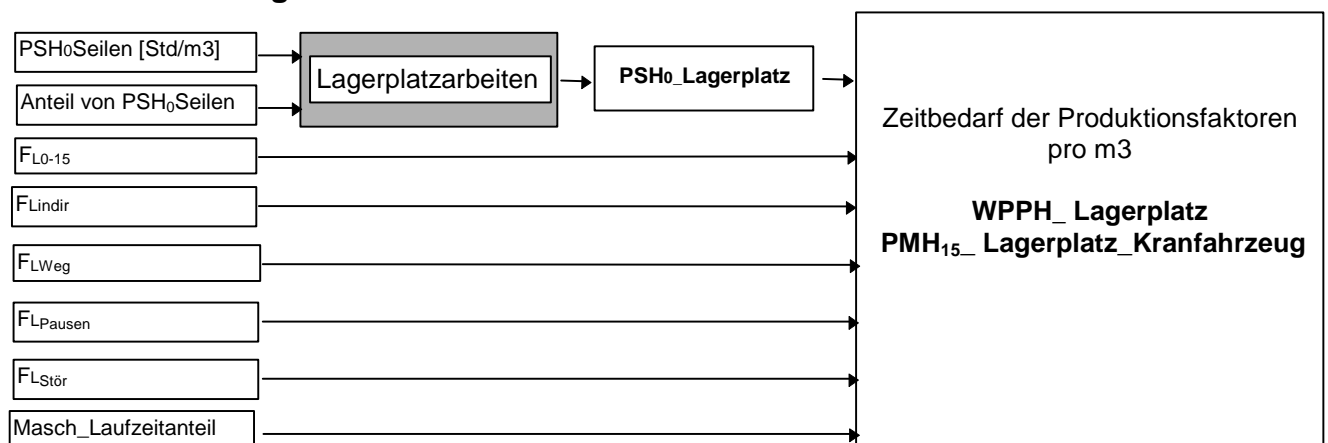 PSH0Seilen [Std/m3]
Anteil von PSH₀Seilen
Lagerplatzarbeiten
PSH0_Lagerplatz
FL0-15
FLindir
FLWeg
FLPausen
FLStör
Masch_Laufzeitanteil
Zeitbedarf der Produktionsfaktoren
pro m3
WPPH_ Lagerplatz
PMH₁₅_ Lagerplatz_Kranfahrzeug